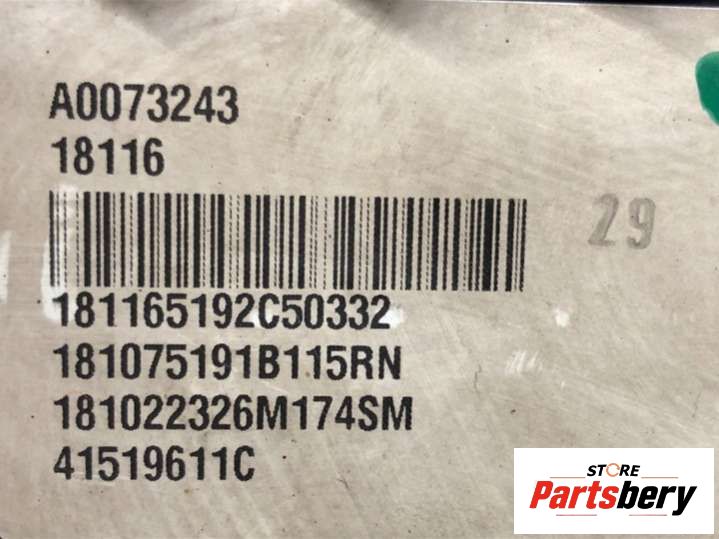 A0073243
18116
29
181165192C50332
181075191B115RN
181022326M174SM
41519611C
STORE
Partsbery